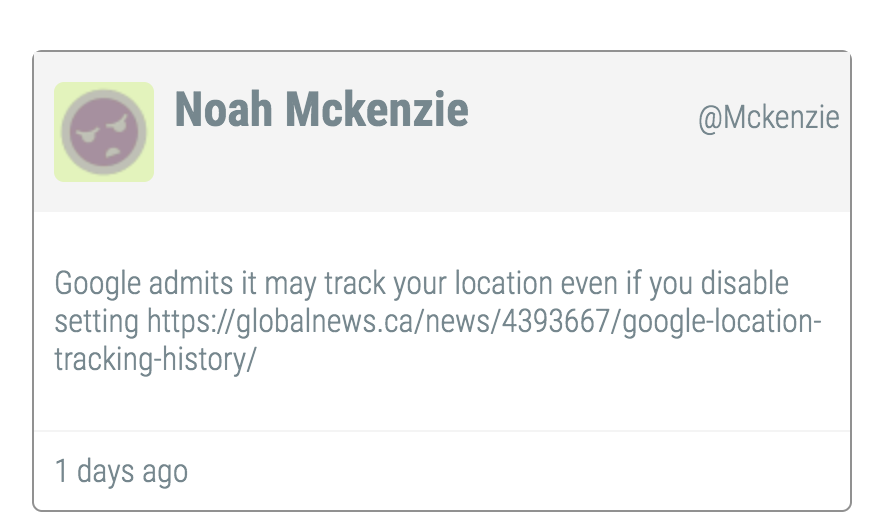 Noah Mckenzie
@Mckenzie
Google admits it may track your location even if you disable
setting https://globalnews.ca/news/4393667/google-location-
tracking-history/
1 days ago